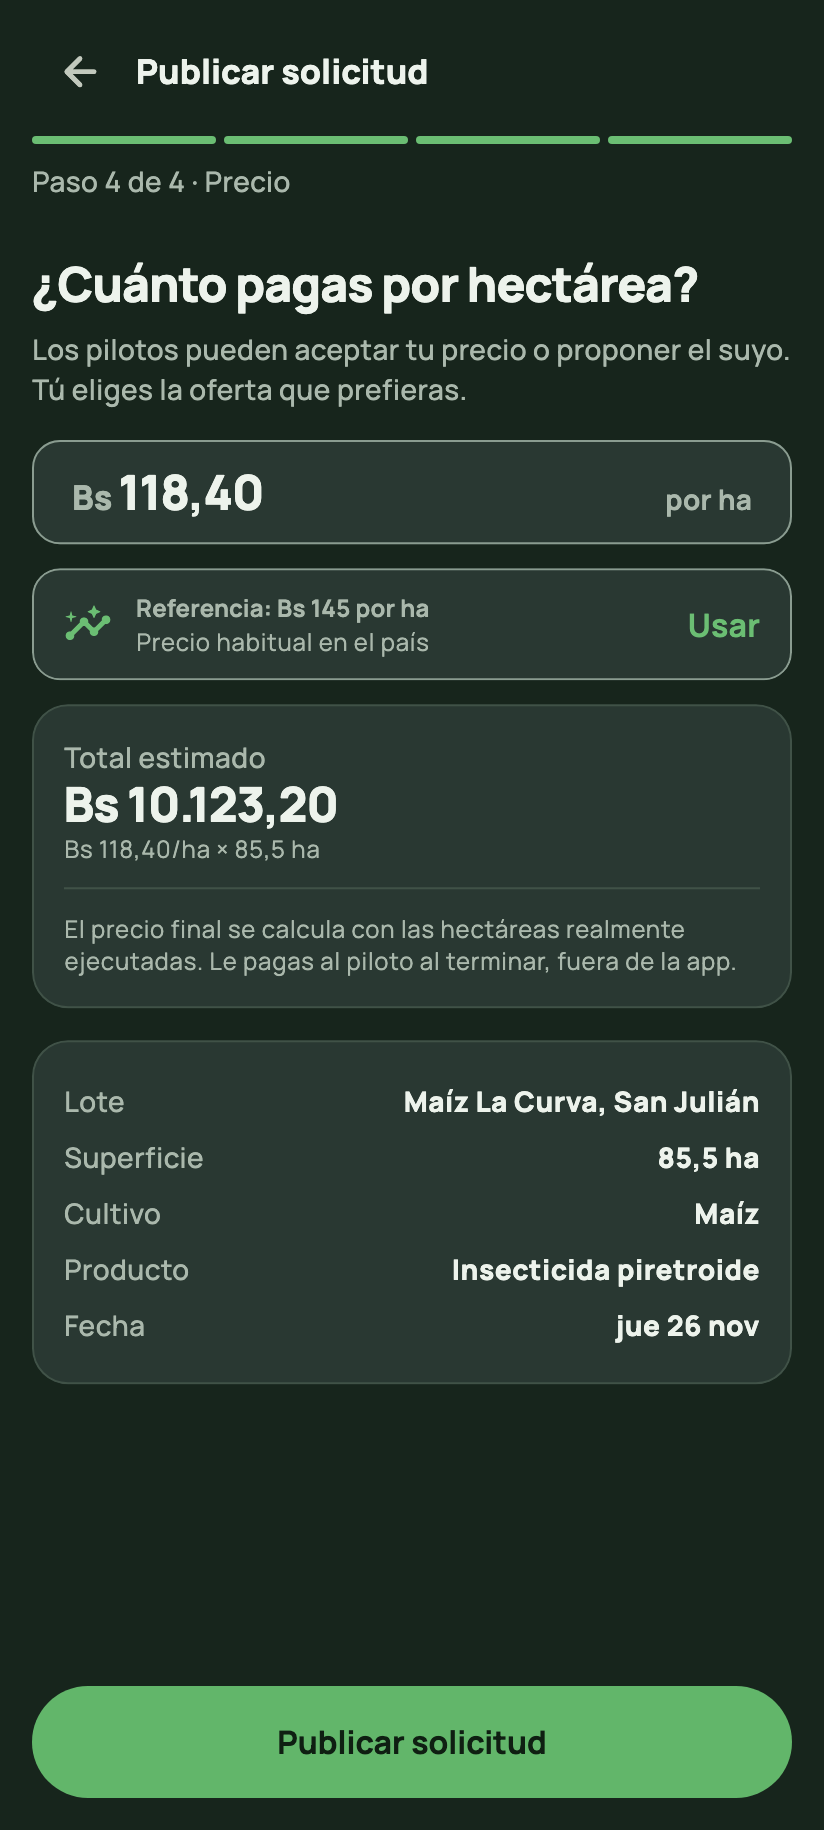 Publicar solicitud
Paso 4 de 4 · Precio
¿Cuánto pagas por hectárea?
Los pilotos pueden aceptar tu precio o proponer el suyo.
Tú eliges la oferta que prefieras.
Bs 118,40 por ha
Referencia: Bs 145 por ha
Precio habitual en el país
Usar
Total estimado
Bs 10.123,20
Bs 118,40/ha × 85,5 ha
El precio final se calcula con las hectáreas realmente
ejecutadas. Le pagas al piloto al terminar, fuera de la app.
Lote Maíz La Curva, San Julián
Superficie 85,5 ha
Cultivo Maíz
Producto Insecticida piretroide
Fecha jue 26 nov
Publicar solicitud